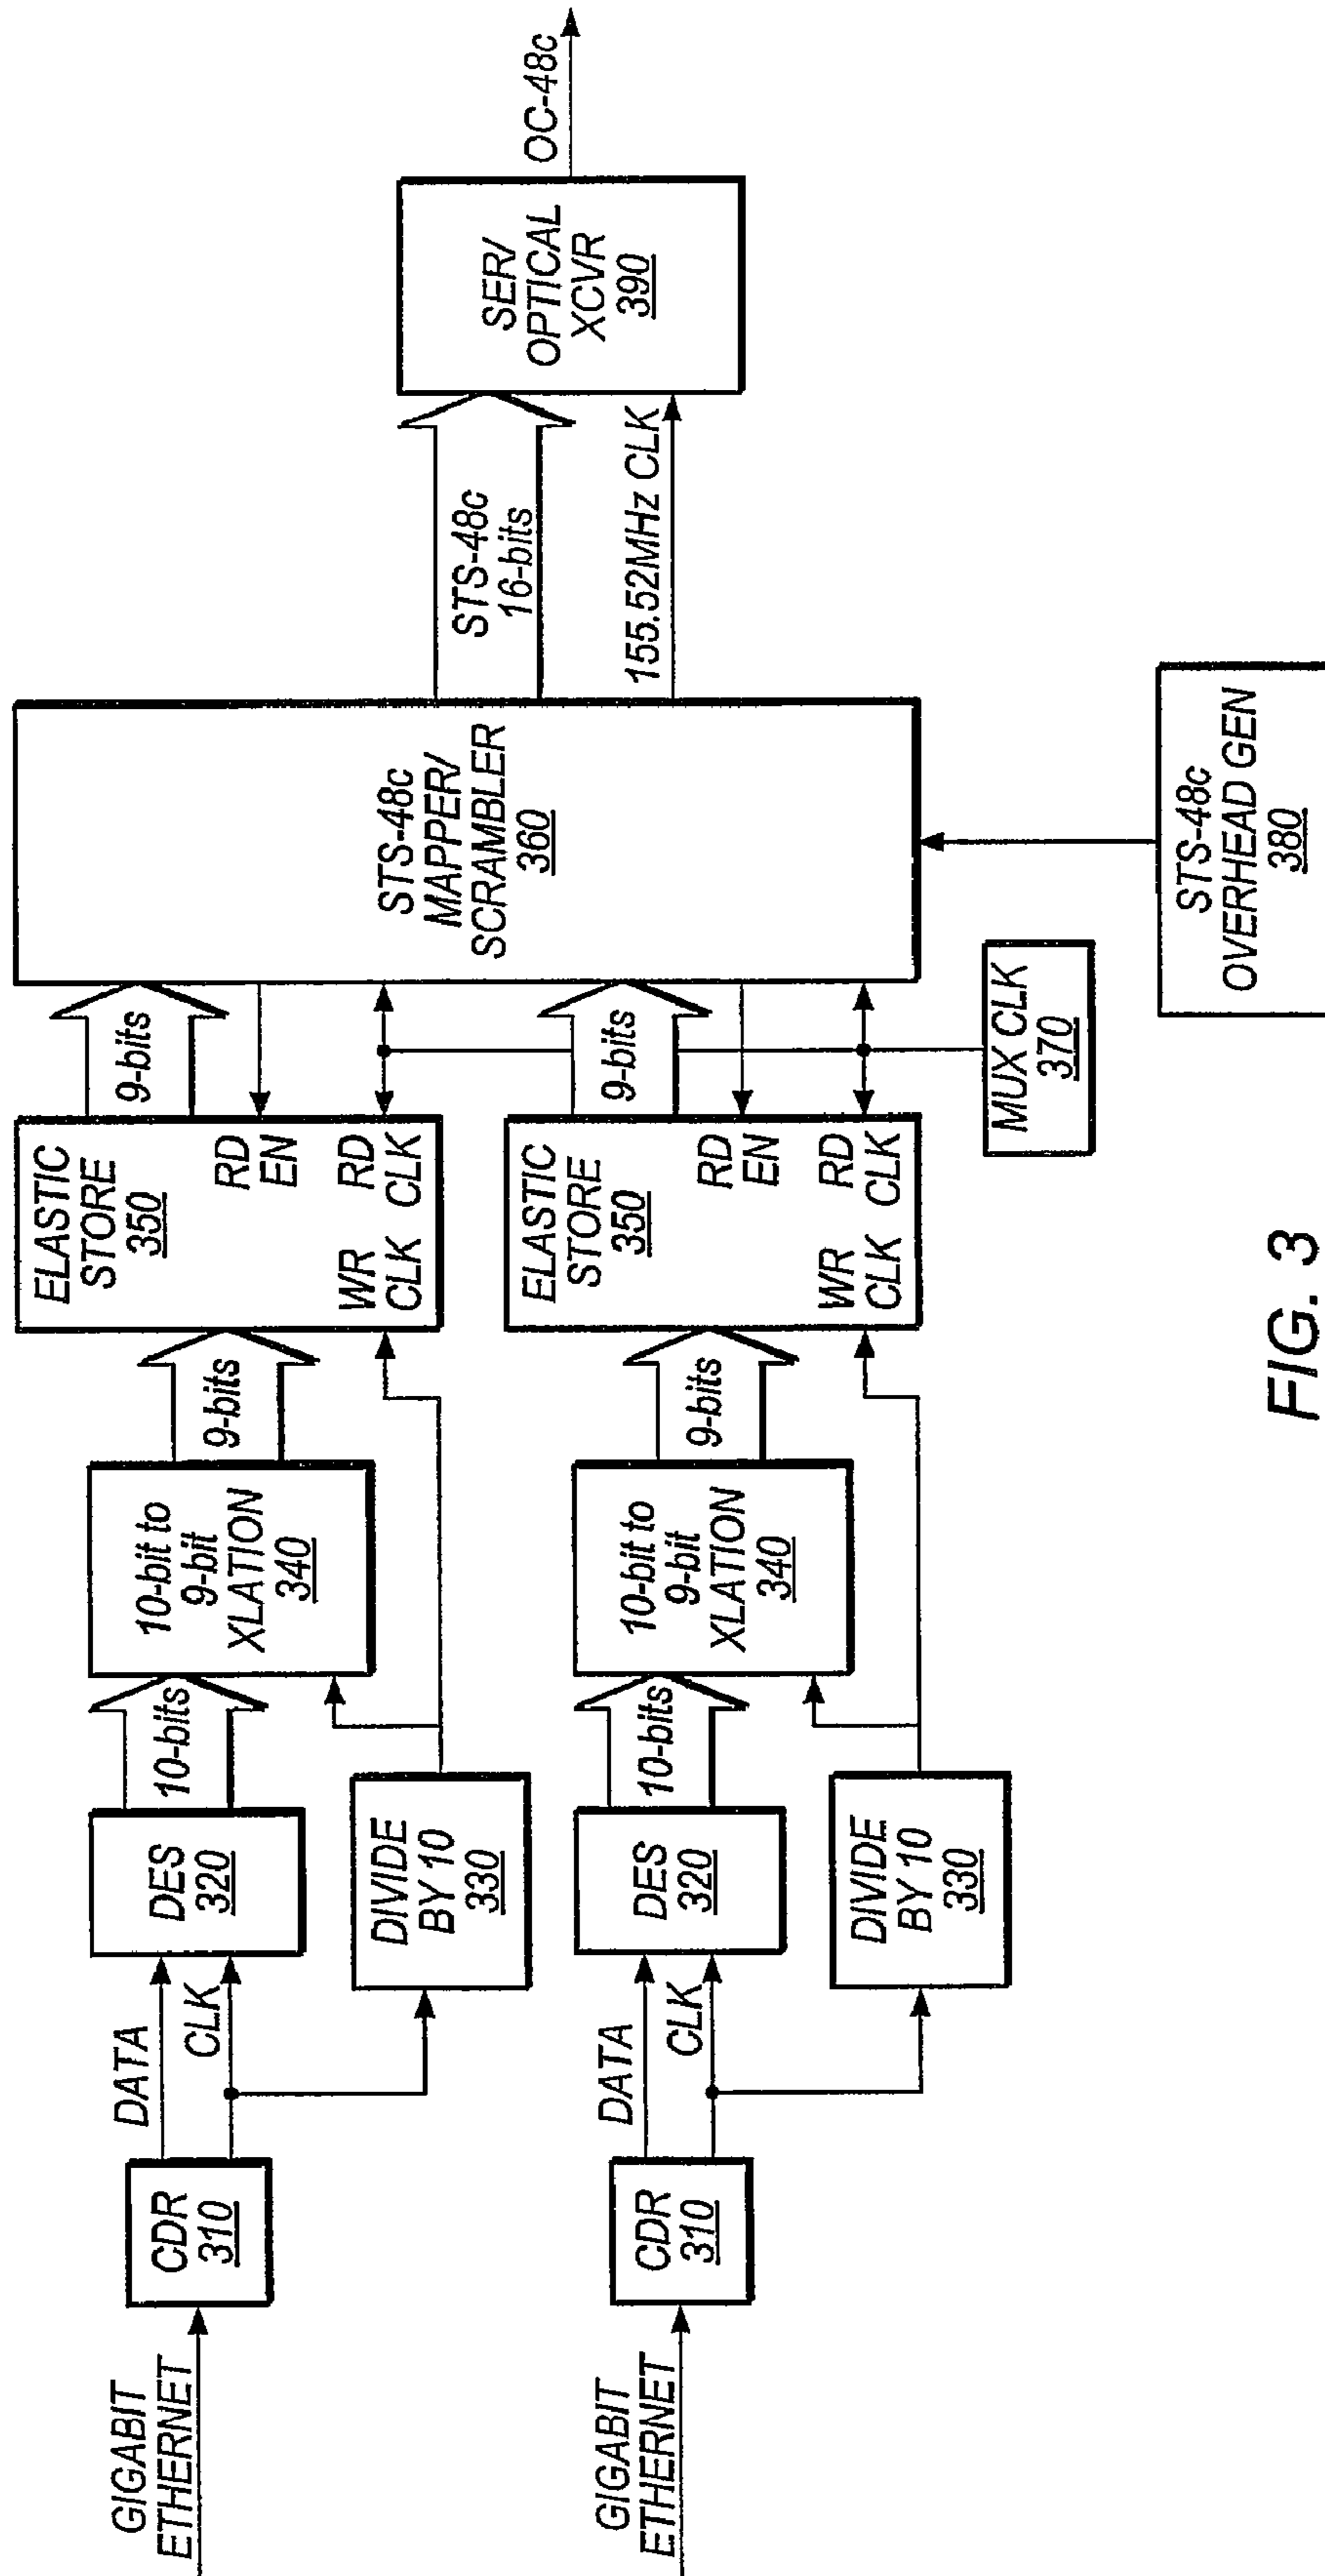 GIGABIT
ETHERNET
CDR
310
DATA
CLK
DES
320
DIVIDE
BY 10
330
10-bits
10-bit to
9-bit
XLATION
340
9-bits
ELASTIC
STORE
350
RD
EN
WR
CLK
RD
CLK
9-bits
GIGABIT
ETHERNET
CDR
310
DATA
CLK
DES
320
DIVIDE
BY 10
330
10-bits
10-bit to
9-bit
XLATION
340
9-bits
ELASTIC
STORE
350
RD
EN
WR
CLK
RD
CLK
9-bits
MUX CLK
370
STS-48c
MAPPER/
SCRAMBLER
360
STS-48c
OVERHEAD GEN
380
STS-48c
16-bits
155.52MHz CLK
SER/
OPTICAL
XCVR
390
OC-48c
FIG. 3